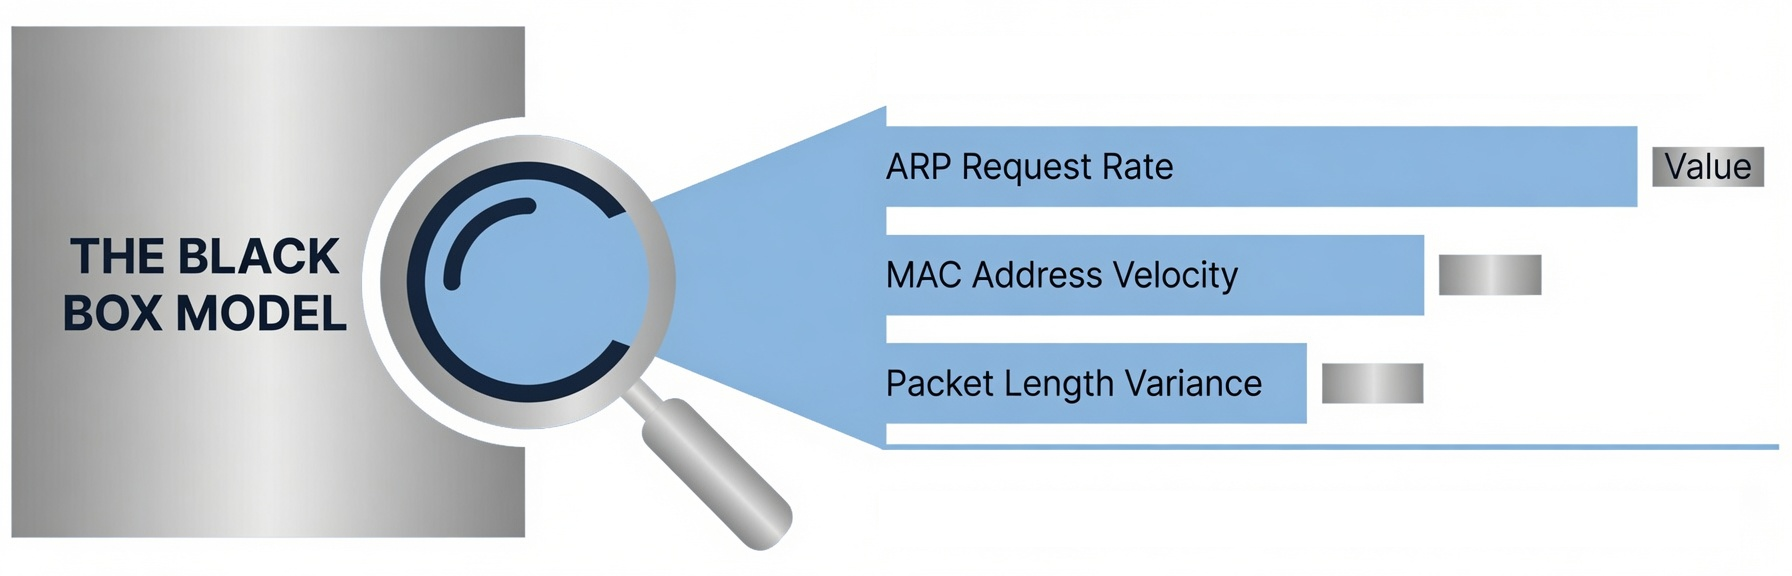 THE BLACK
BOX MODEL
ARP Request Rate
Value
MAC Address Velocity
Packet Length Variance